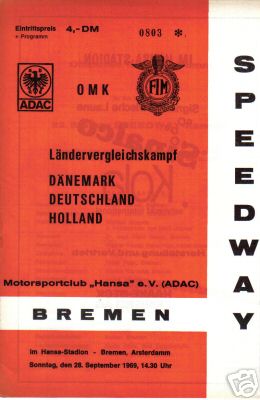 Eintrittspreis 4,-DM 0803 *
+ Programm
ADAC
OMK
FIM
Ländervergleichskampf
DÄNEMARK
DEUTSCHLAND
HOLLAND
Motorsportclub „Hansa" e.V. (ADAC)
BREMEN
im Hansa-Stadion - Bremen, Arsterdamm
Sonntag, den 28. September 1969, 14.30 Uhr
SPEEDWAY